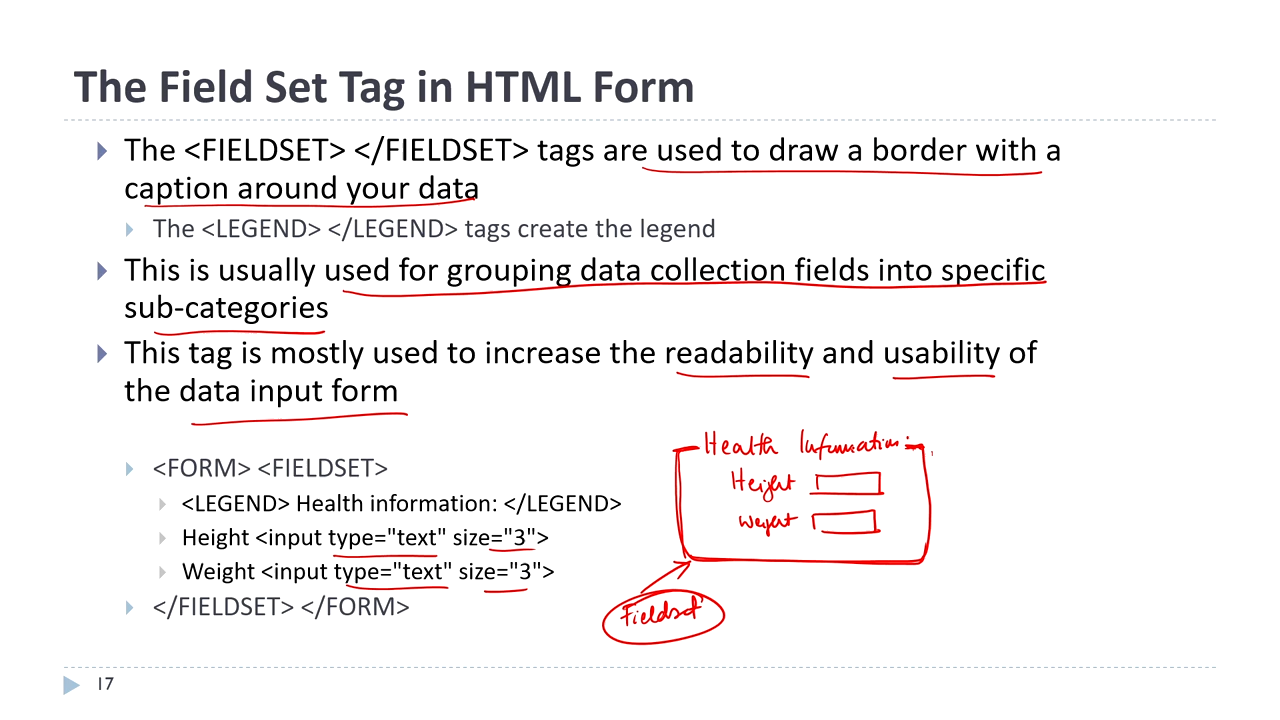 The Field Set Tag in HTML Form
The <FIELDSET> </FIELDSET> tags are used to draw a border with a
caption around your data
The <LEGEND> </LEGEND> tags create the legend
This is usually used for grouping data collection fields into specific
sub-categories
This tag is mostly used to increase the readability and usability of
the data input form
<FORM> <FIELDSET>
<LEGEND> Health information: </LEGEND>
Height <input type="text" size="3">
Weight <input type="text" size="3">
</FIELDSET> </FORM>
Health Information:
Height
Weight
Fieldset
17